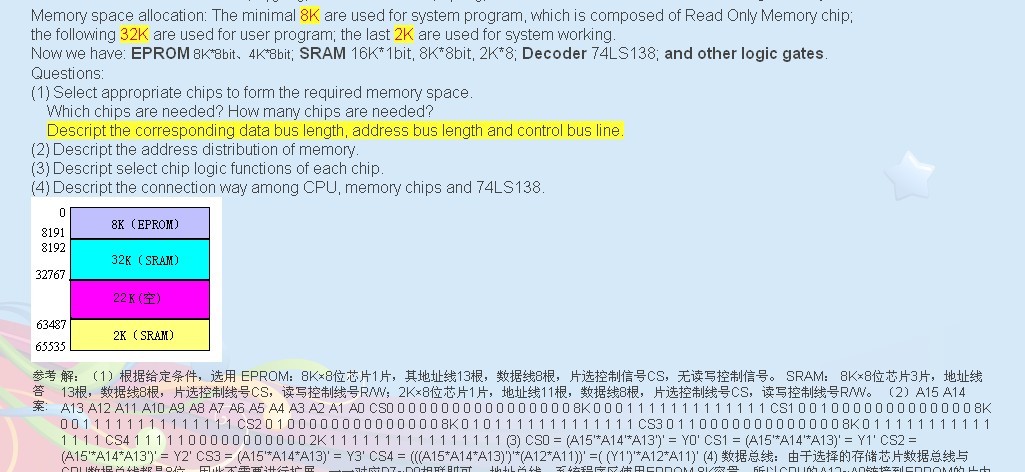 Memory space allocation: The minimal 8K are used for system program, which is composed of Read Only Memory chip;
the following 32K are used for user program; the last 2K are used for system working.
Now we have: EPROM 8K*8bit、4K*8bit; SRAM 16K*1bit, 8K*8bit, 2K*8; Decoder 74LS138; and other logic gates.
Questions:
(1) Select appropriate chips to form the required memory space.
Which chips are needed? How many chips are needed?
Descript the corresponding data bus length, address bus length and control bus line.
(2) Descript the address distribution of memory.
(3) Descript select chip logic functions of each chip.
(4) Descript the connection way among CPU, memory chips and 74LS138.
0
8K（EPROM）
8191
8192
32K（SRAM）
32767
22K(空)
63487
2K（SRAM）
65535
参考 解：（1）根据给定条件，选用 EPROM：8K×8位芯片1片，其地址线13根，数据线8根，片选控制信号CS，无读写控制信号。 SRAM： 8K×8位芯片3片，地址线
答 13根，数据线8根，片选控制线号CS，读写控制线号R/W；2K×8位芯片1片，地址线11根，数据线8根，片选控制线号CS，读写控制线号R/W。 （2）A15 A14
案: A13 A12 A11 A10 A9 A8 A7 A6 A5 A4 A3 A2 A1 A0 CS0 0 0 0 0 0 0 0 0 0 0 0 0 0 0 0 0 8K 0 0 0 1 1 1 1 1 1 1 1 1 1 1 1 1 CS1 0 0 1 0 0 0 0 0 0 0 0 0 0 0 0 0 8K
0 0 1 1 1 1 1 1 1 1 1 1 1 1 1 1 CS2 0 1 0 0 0 0 0 0 0 0 0 0 0 0 0 0 8K 0 1 0 1 1 1 1 1 1 1 1 1 1 1 1 1 CS3 0 1 1 0 0 0 0 0 0 0 0 0 0 0 0 0 8K 0 1 1 1 1 1 1 1 1 1 1 1
1 1 1 1 CS4 1 1 1 1 1 0 0 0 0 0 0 0 0 0 0 0 2K 1 1 1 1 1 1 1 1 1 1 1 1 1 1 1 1 (3) CS0 = (A15'*A14'*A13')' = Y0' CS1 = (A15'*A14'*A13)' = Y1' CS2 =
(A15'*A14*A13')' = Y2' CS3 = (A15'*A14*A13)' = Y3' CS4 = (((A15*A14*A13))'*(A12*A11))' =( (Y1')'*A12*A11)' (4) 数据总线：由于选择的存储芯片数据总线与